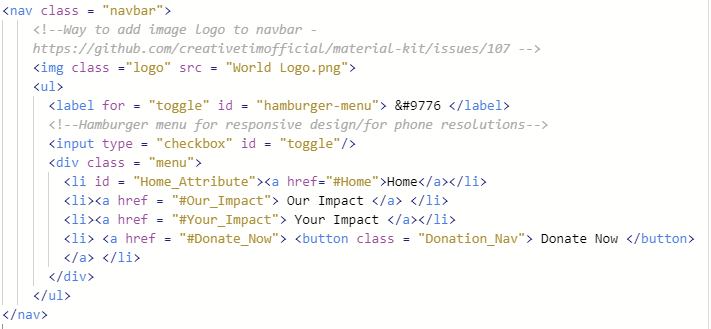 <nav class = "navbar">
<!--Way to add image logo to navbar -
https://github.com/creativetimofficial/material-kit/issues/107 -->
<img class ="logo" src = "World Logo.png">
<ul>
<label for = "toggle" id = "hamburger-menu"> &#9776 </label>
<!--Hamburger menu for responsive design/for phone resolutions-->
<input type = "checkbox" id = "toggle"/>
<div class = "menu">
<li id = "Home_Attribute"><a href="#Home">Home</a></li>
<li><a href = "#Our_Impact"> Our Impact </a> </li>
<li><a href = "#Your_Impact"> Your Impact </a></li>
<li> <a href = "#Donate_Now"> <button class = "Donation_Nav"> Donate Now </button>
</a> </li>
</div>
</ul>
</nav>